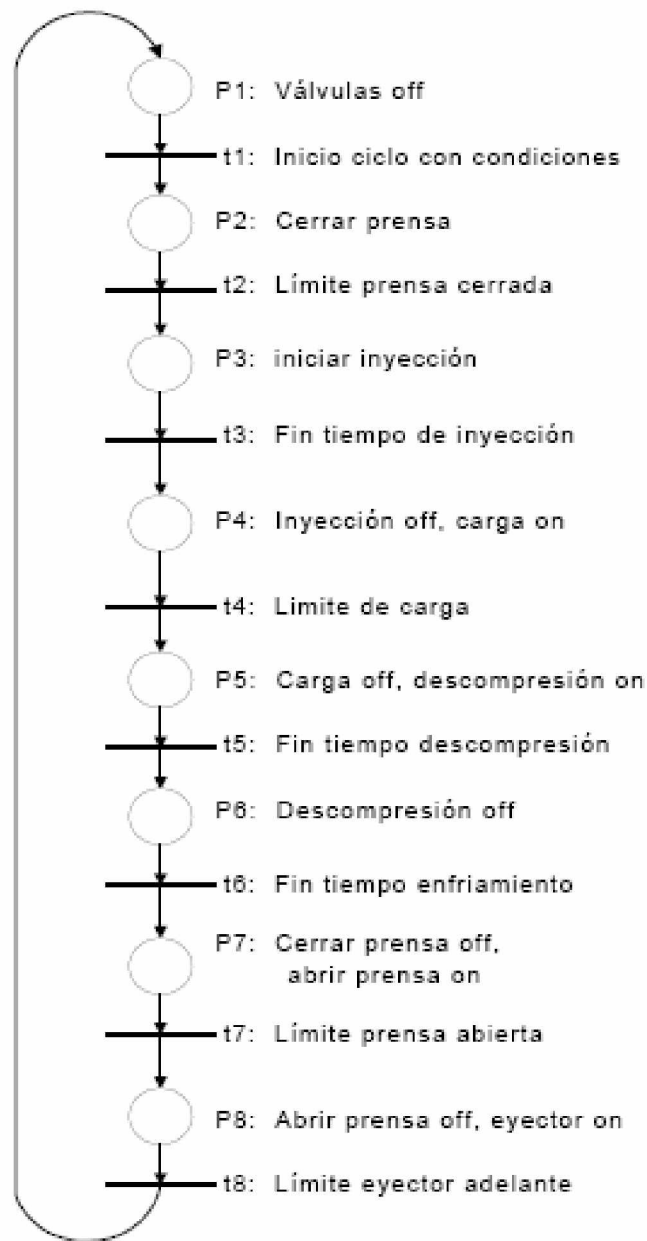 P1: Válvulas off
t1: Inicio ciclo con condiciones
P2: Cerrar prensa
t2: Límite prensa cerrada
P3: iniciar inyección
t3: Fin tiempo de inyección
P4: Inyección off, carga on
t4: Limite de carga
P5: Carga off, descompresión on
t5: Fin tiempo descompresión
P6: Descompresión off
t6: Fin tiempo enfriamiento
P7: Cerrar prensa off,
abrir prensa on
t7: Límite prensa abierta
P8: Abrir prensa off, eyector on
t8: Límite eyector adelante